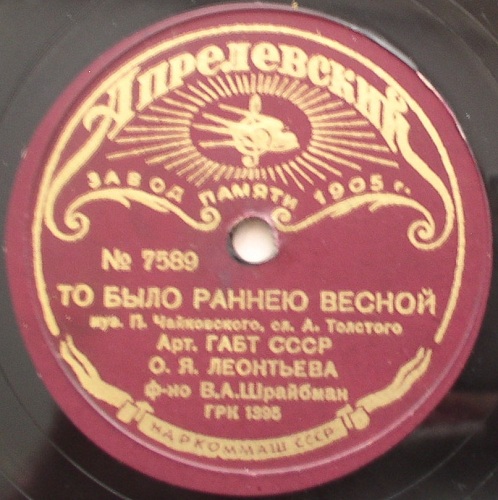 Апрелевский
ЗАВОД ПАМЯТИ 1905 г.
№ 7589
ТО БЫЛО РАННЕЮ ВЕСНОЙ
муз. П. Чайковского, сл. А. Толстого
Арт. ГАБТ СССР
О. Я. ЛЕОНТЬЕВА
ф-но В.А.Шрайбман
ГРК 1395
НАРКОММАШ СССР